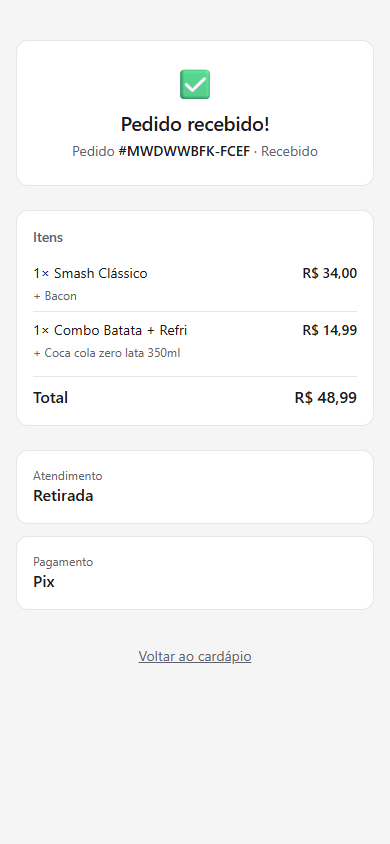 Pedido recebido!
Pedido #MWDWWBFK-FCEF · Recebido
Itens
1× Smash Clássico R$ 34,00
+ Bacon
1× Combo Batata + Refri R$ 14,99
+ Coca cola zero lata 350ml
Total R$ 48,99
Atendimento
Retirada
Pagamento
Pix
Voltar ao cardápio